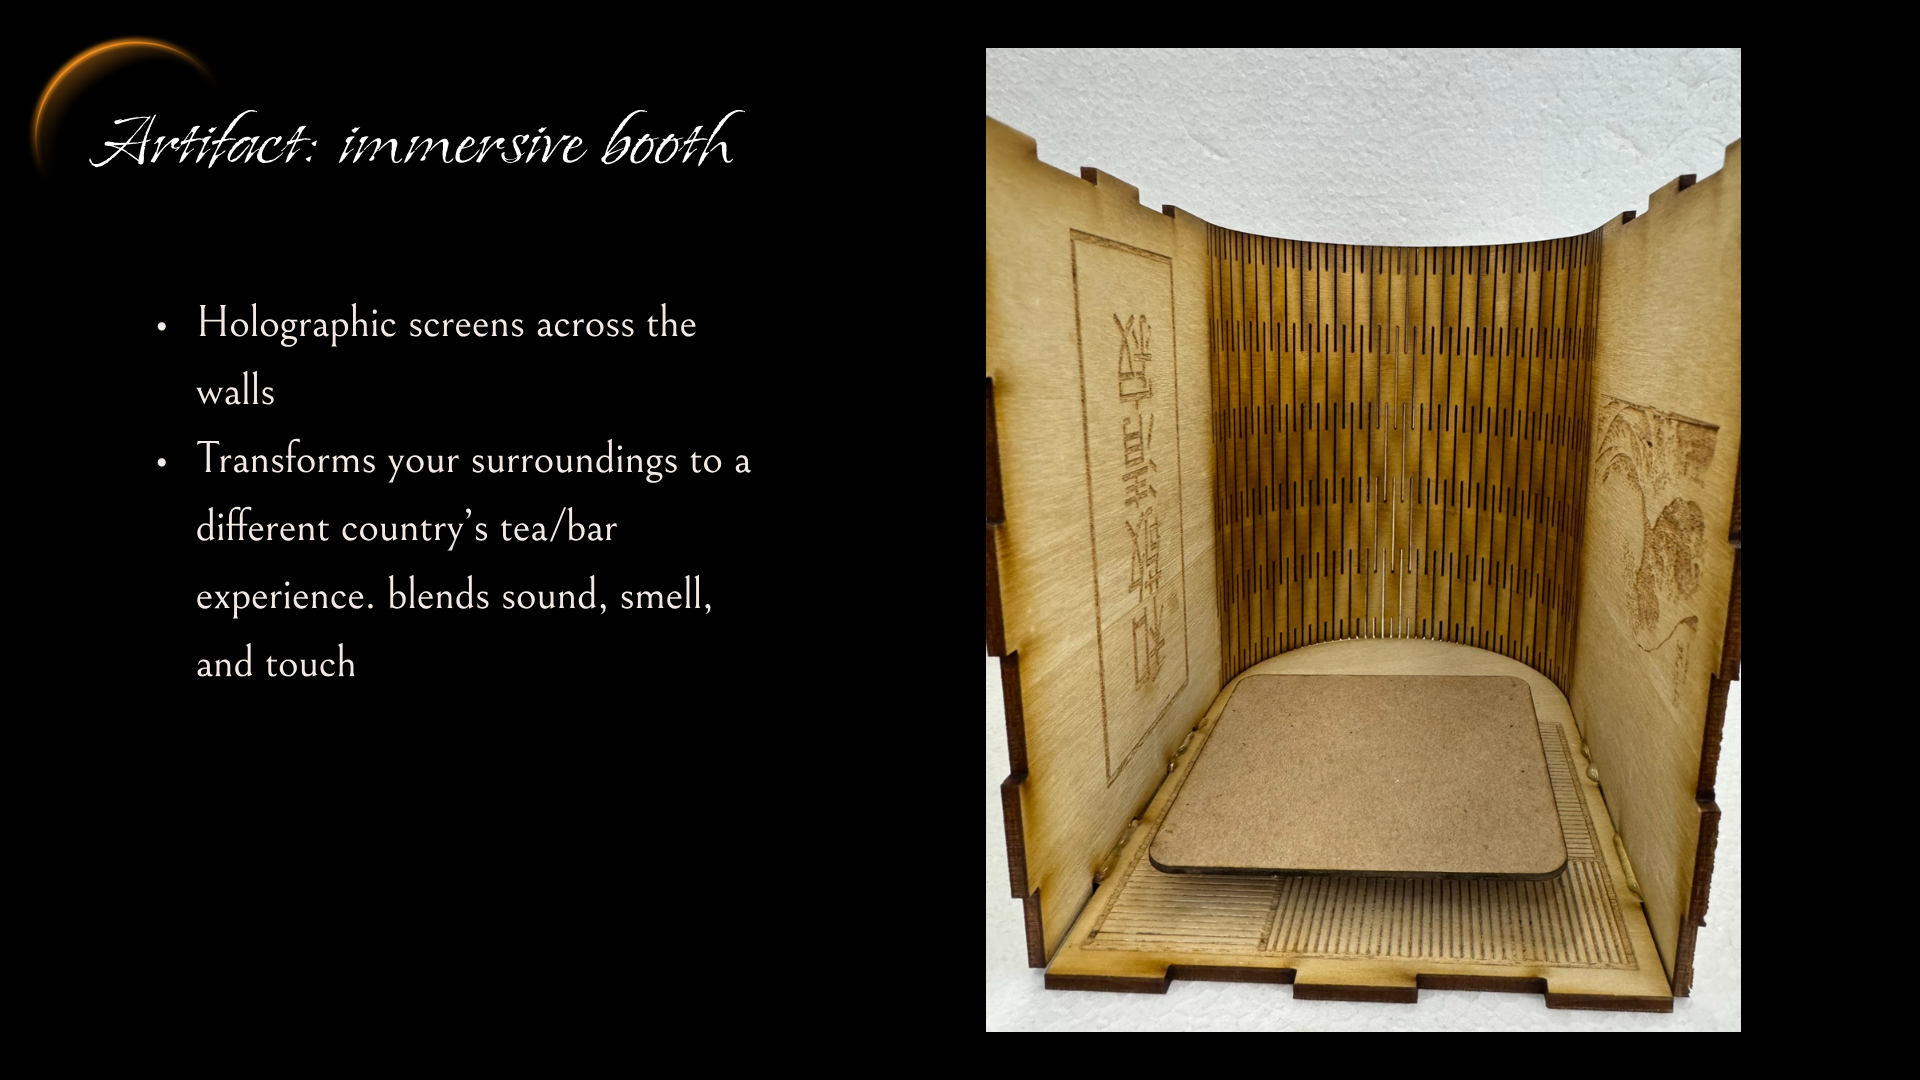 Artifact: immersive booth
• Holographic screens across the
walls
• Transforms your surroundings to a
different country’s tea/bar
experience. blends sound, smell,
and touch